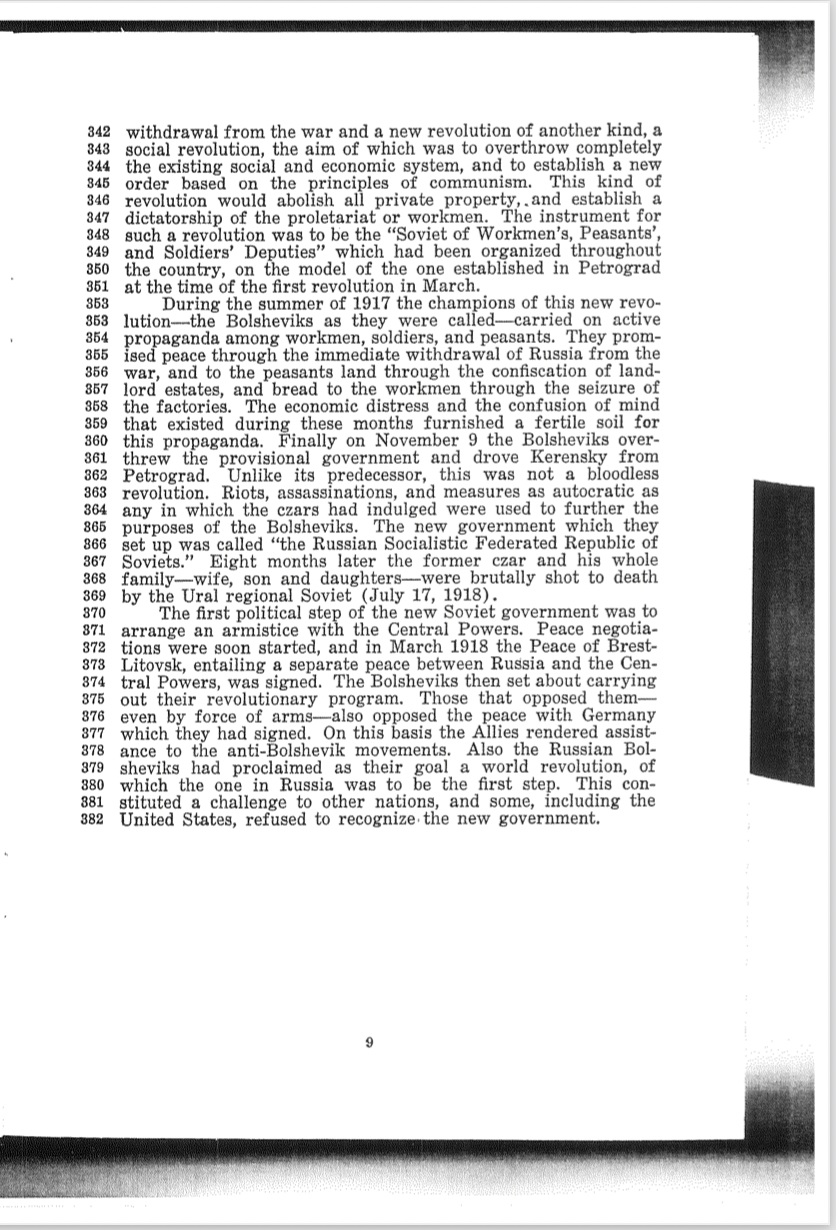 342 withdrawal from the war and a new revolution of another kind, a
343 social revolution, the aim of which was to overthrow completely
344 the existing social and economic system, and to establish a new
345 order based on the principles of communism. This kind of
346 revolution would abolish all private property, and establish a
347 dictatorship of the proletariat or workmen. The instrument for
348 such a revolution was to be the “Soviet of Workmen's, Peasants',
349 and Soldiers' Deputies” which had been organized throughout
350 the country, on the model of the one established in Petrograd
351 at the time of the first revolution in March.
353 During the summer of 1917 the champions of this new revo-
353 lution—the Bolsheviks as they were called—carried on active
354 propaganda among workmen, soldiers, and peasants. They prom-
355 ised peace through the immediate withdrawal of Russia from the
356 war, and to the peasants land through the confiscation of land-
357 lord estates, and bread to the workmen through the seizure of
358 the factories. The economic distress and the confusion of mind
359 that existed during these months furnished a fertile soil for
360 this propaganda. Finally on November 9 the Bolsheviks over-
361 threw the provisional government and drove Kerensky from
362 Petrograd. Unlike its predecessor, this was not a bloodless
363 revolution. Riots, assassinations, and measures as autocratic as
364 any in which the czars had indulged were used to further the
365 purposes of the Bolsheviks. The new government which they
366 set up was called “the Russian Socialistic Federated Republic of
367 Soviets.” Eight months later the former czar and his whole
368 family—wife, son and daughters—were brutally shot to death
369 by the Ural regional Soviet (July 17, 1918).
370 The first political step of the new Soviet government was to
371 arrange an armistice with the Central Powers. Peace negotia-
372 tions were soon started, and in March 1918 the Peace of Brest-
373 Litovsk, entailing a separate peace between Russia and the Cen-
374 tral Powers, was signed. The Bolsheviks then set about carrying
375 out their revolutionary program. Those that opposed them—
376 even by force of arms—also opposed the peace with Germany
377 which they had signed. On this basis the Allies rendered assist-
378 ance to the anti-Bolshevik movements. Also the Russian Bol-
379 sheviks had proclaimed as their goal a world revolution, of
380 which the one in Russia was to be the first step. This con-
381 stituted a challenge to other nations, and some, including the
382 United States, refused to recognize the new government.
9